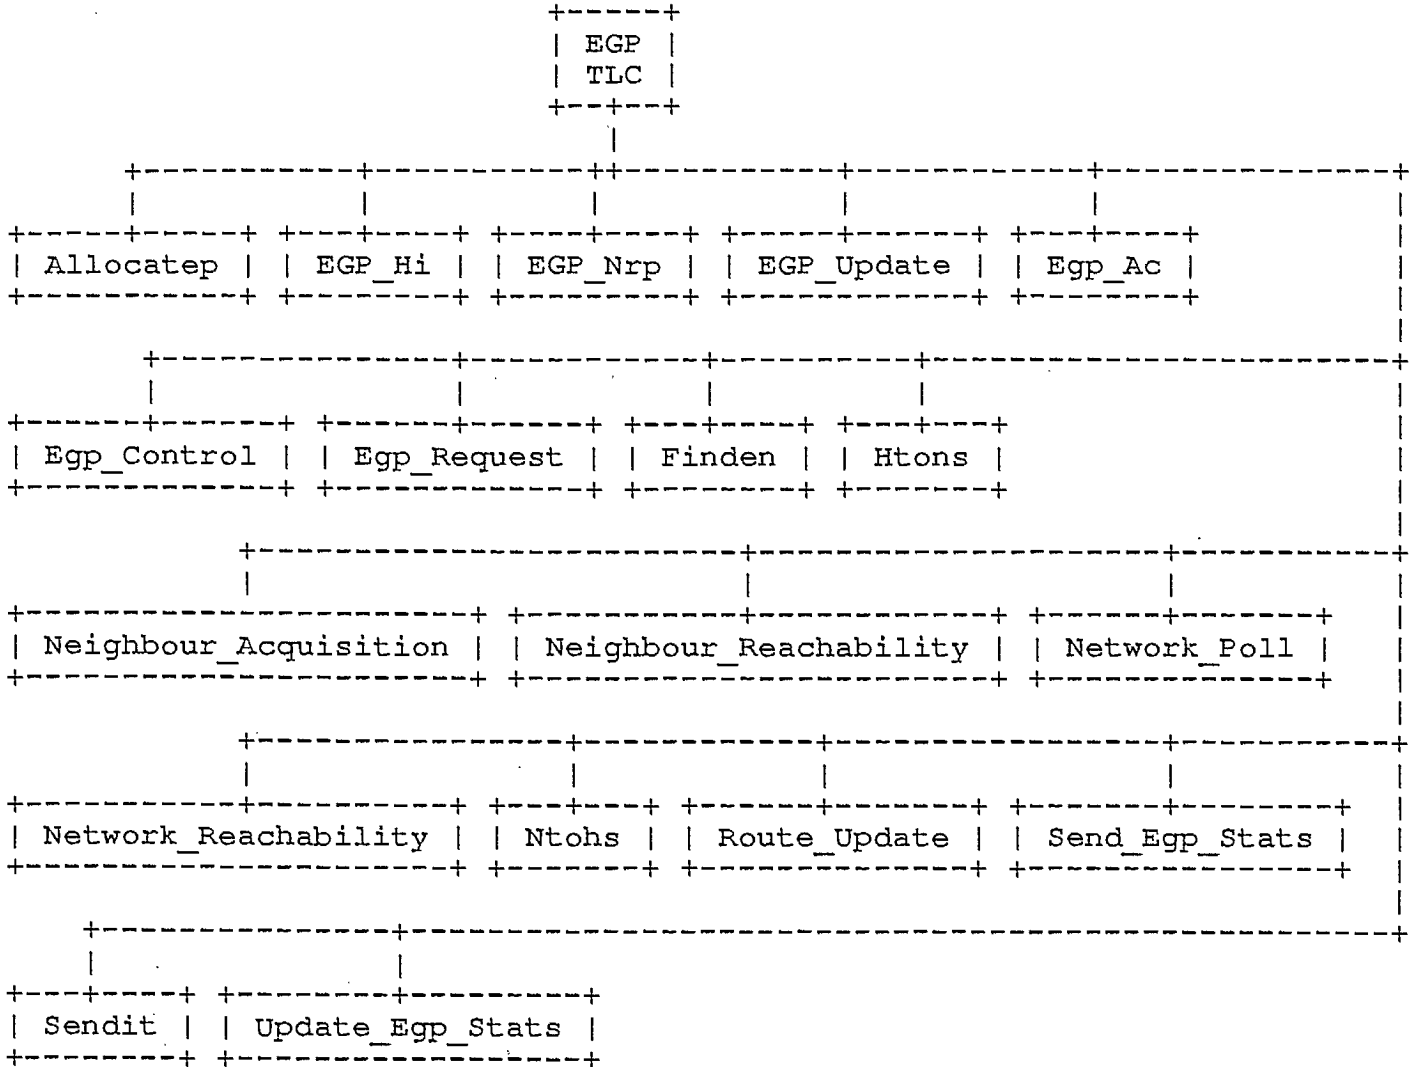 EGP
TLC
Allocatep EGP_Hi EGP_Nrp EGP_Update Egp_Ac
Egp_Control Egp_Request Finden Htons
Neighbour_Acquisition Neighbour_Reachability Network_Poll
Network_Reachability Ntohs Route_Update Send_Egp_Stats
Sendit Update_Egp_Stats